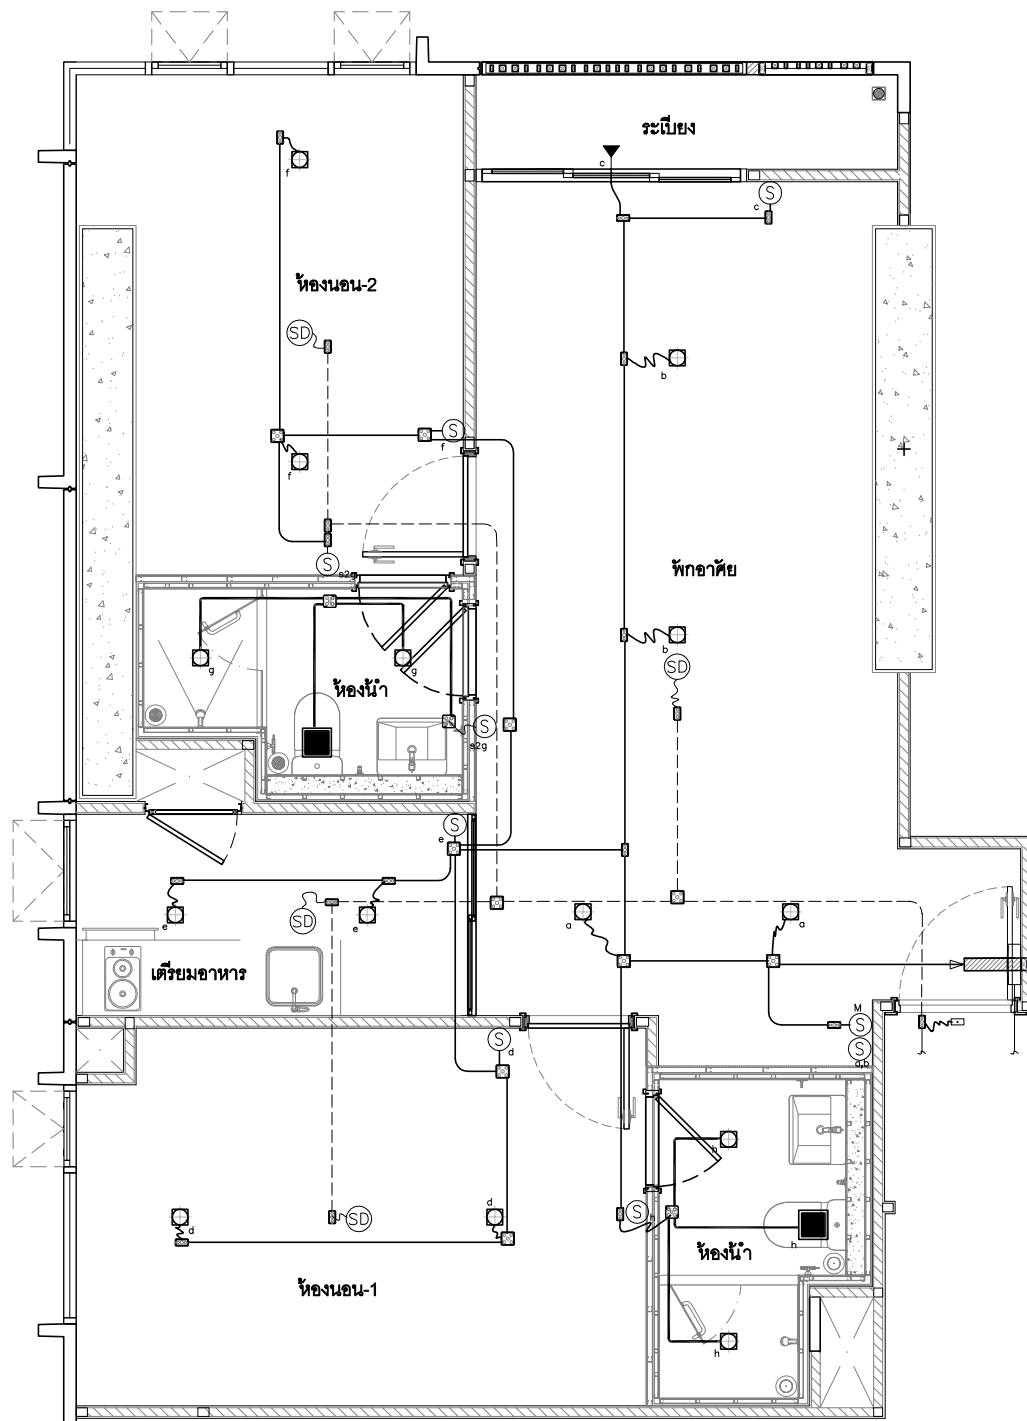 ระเบียง
c
S
c
f
ห้องนอน-2
SD
b
S
f
f
S
s2g
พักอาศัย
b
SD
g
g
ห้องน้ำ
S
s2g
S
e
e
SD
e
a
a
เตรียมอาหาร
M
S
S
a,b
S
d
h
d
SD
d
S
h
h
ห้องน้ำ
ห้องนอน-1
h